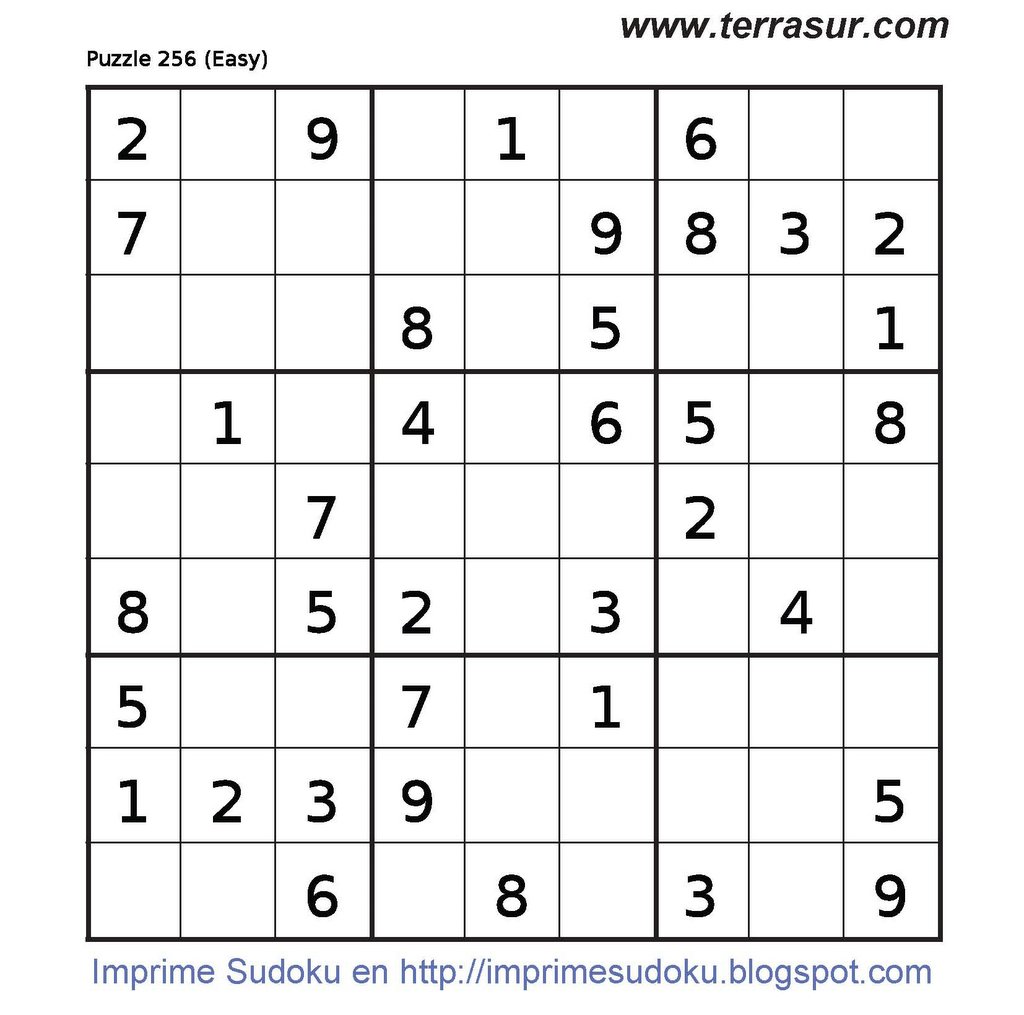 www.terrasur.com
Puzzle 256 (Easy)
2 9 1 6
7 9 8 3 2
8 5 1
1 4 6 5 8
7 2
8 5 2 3 4
5 7 1
1 2 3 9 5
6 8 3 9
Imprime Sudoku en http://imprimesudoku.blogspot.com